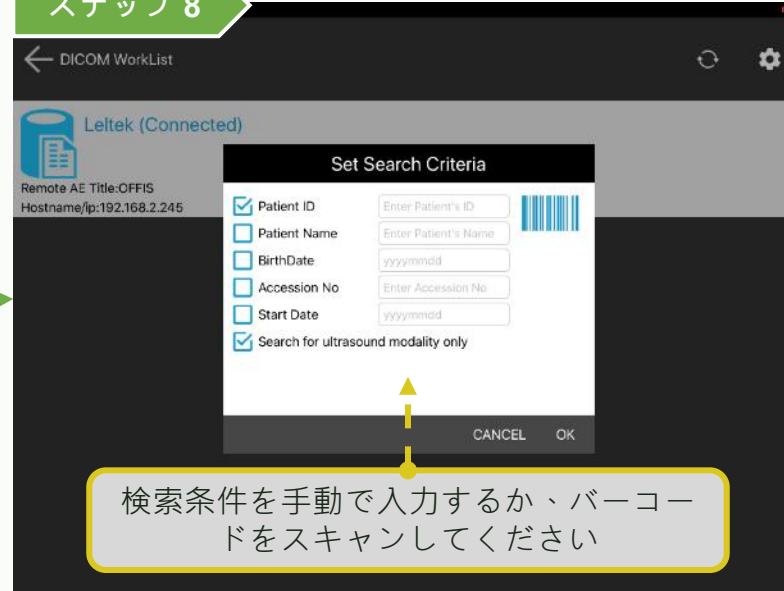 ステップ 8
DICOM WorkList
Leltek (Connected)
Remote AE Title:OFFIS
Hostname/ip:192.168.2.245
Set Search Criteria
Patient ID Enter Patient's ID
Patient Name Enter Patient's Name
BirthDate yyyymmdd
Accession No Enter Accession No
Start Date yyyymmdd
Search for ultrasound modality only
CANCEL OK
検索条件を手動で入力するか、バーコー
ドをスキャンしてください